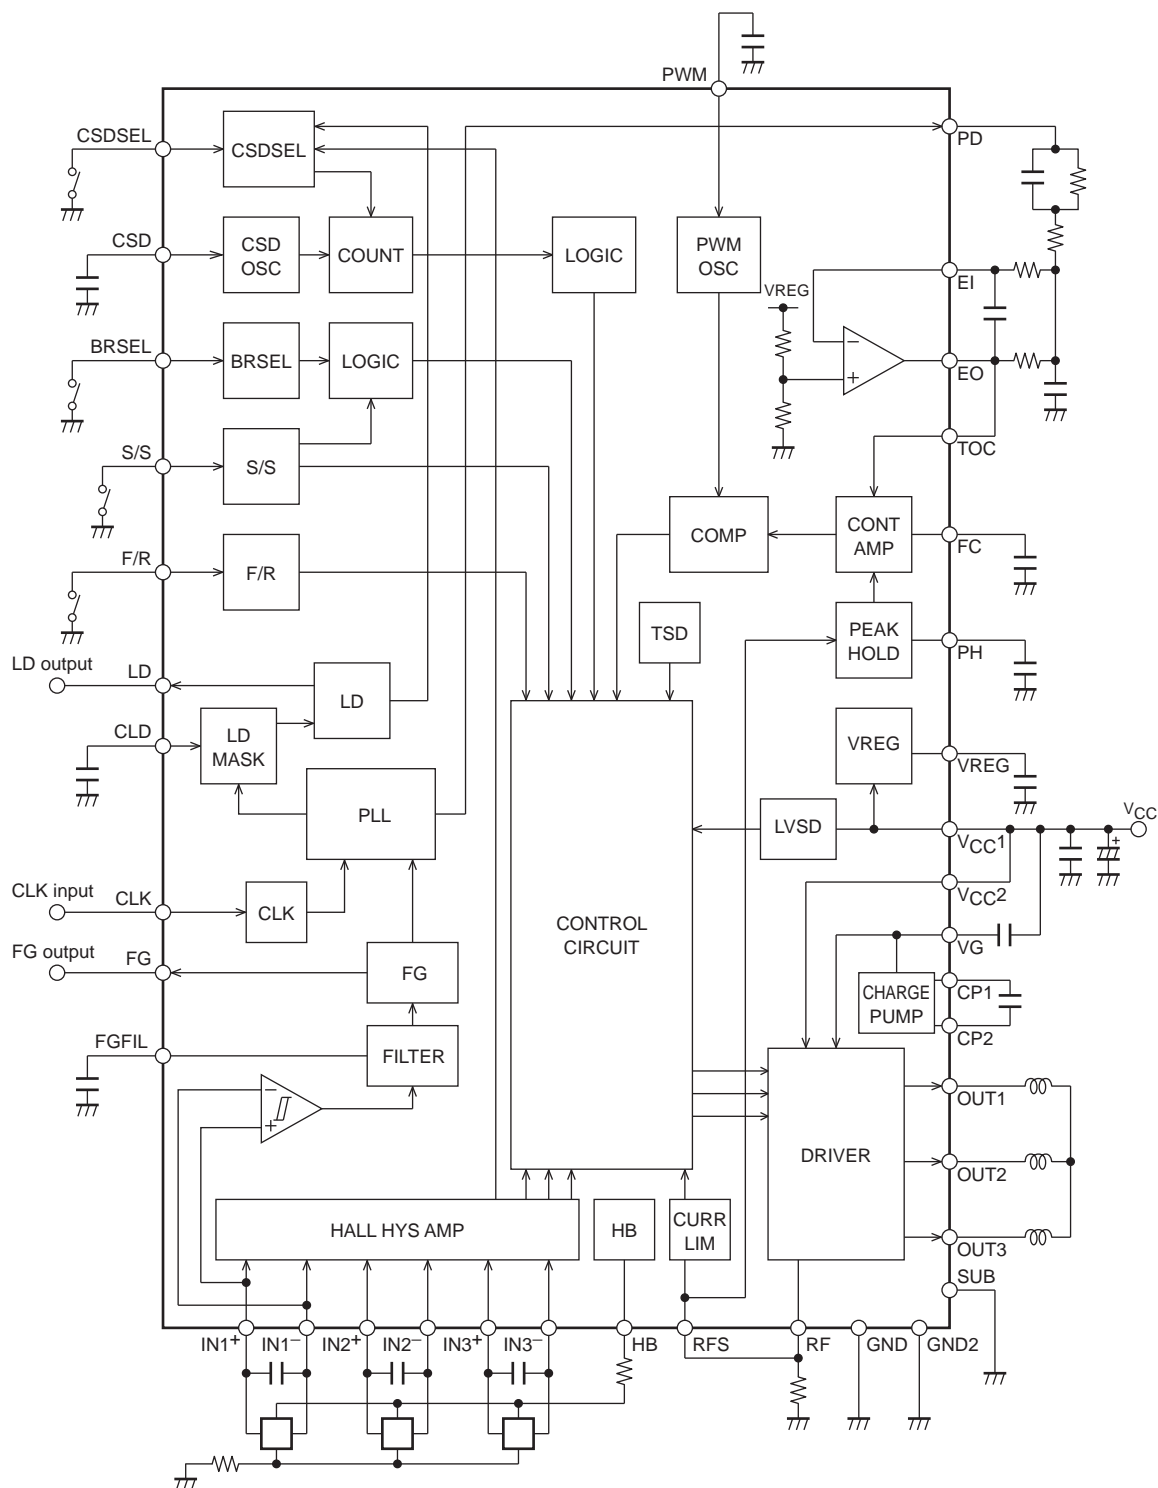 PWM
CSDSEL
CSDSEL
PD
CSD
CSD
OSC
COUNT
LOGIC
PWM
OSC
VREG
EI
BRSEL
BRSEL
LOGIC
−
+
EO
S/S
S/S
TOC
F/R
F/R
COMP
CONT
AMP
FC
TSD
PEAK
HOLD
PH
LD output
LD
LD
CLD
LD
MASK
VREG
VREG
PLL
LVSD
VCC1
VCC
+
CLK input
CLK
CLK
VCC2
CONTROL
CIRCUIT
VG
FG output
FG
FG
CHARGE
PUMP
CP1
CP2
FGFIL
FILTER
−
+
OUT1
DRIVER
OUT2
HALL HYS AMP
HB
CURR
LIM
OUT3
SUB
IN1+
IN1−
IN2+
IN2−
IN3+
IN3−
HB
RFS
RF
GND
GND2